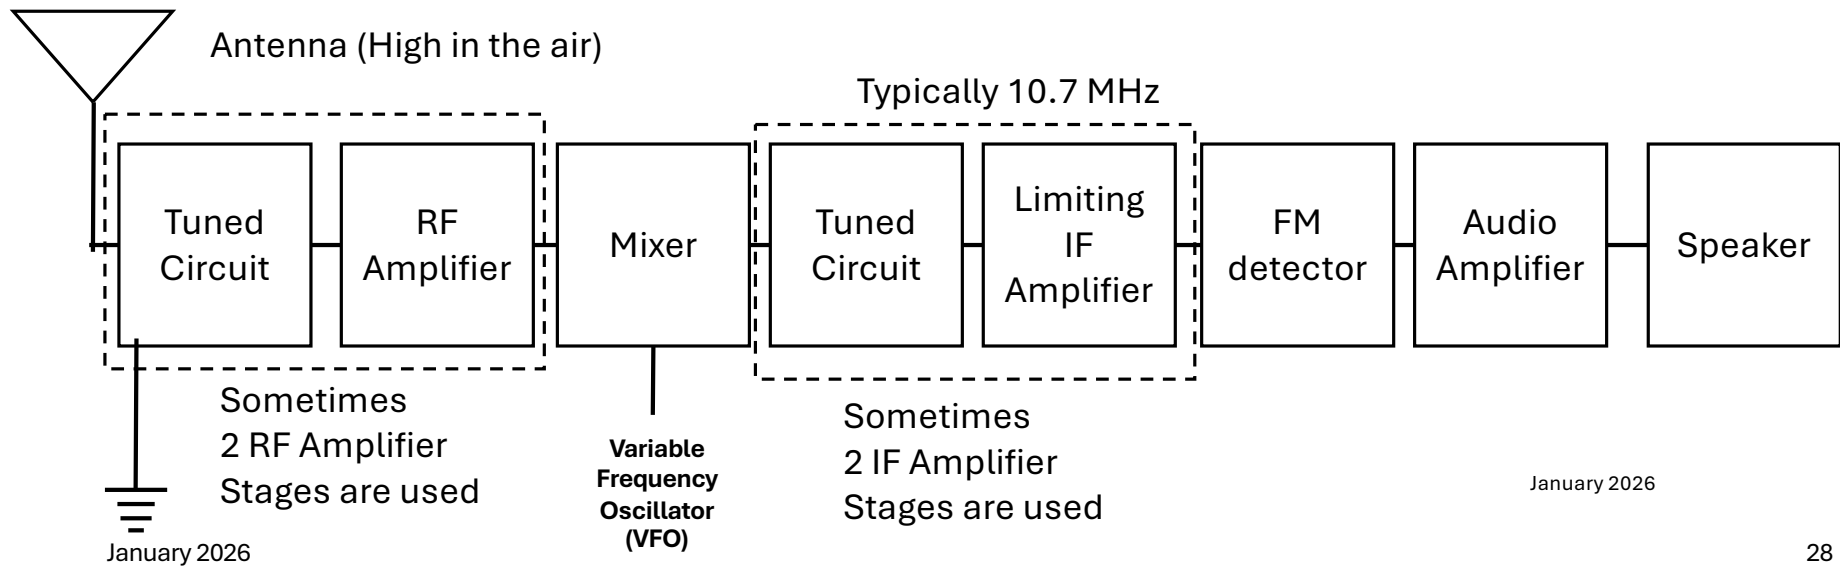 Antenna (High in the air)
Typically 10.7 MHz
Tuned
Circuit
RF
Amplifier
Mixer
Tuned
Circuit
Limiting
IF
Amplifier
FM
detector
Audio
Amplifier
Speaker
Sometimes
2 RF Amplifier
Stages are used
Variable
Frequency
Oscillator
(VFO)
Sometimes
2 IF Amplifier
Stages are used
January 2026
January 2026
28